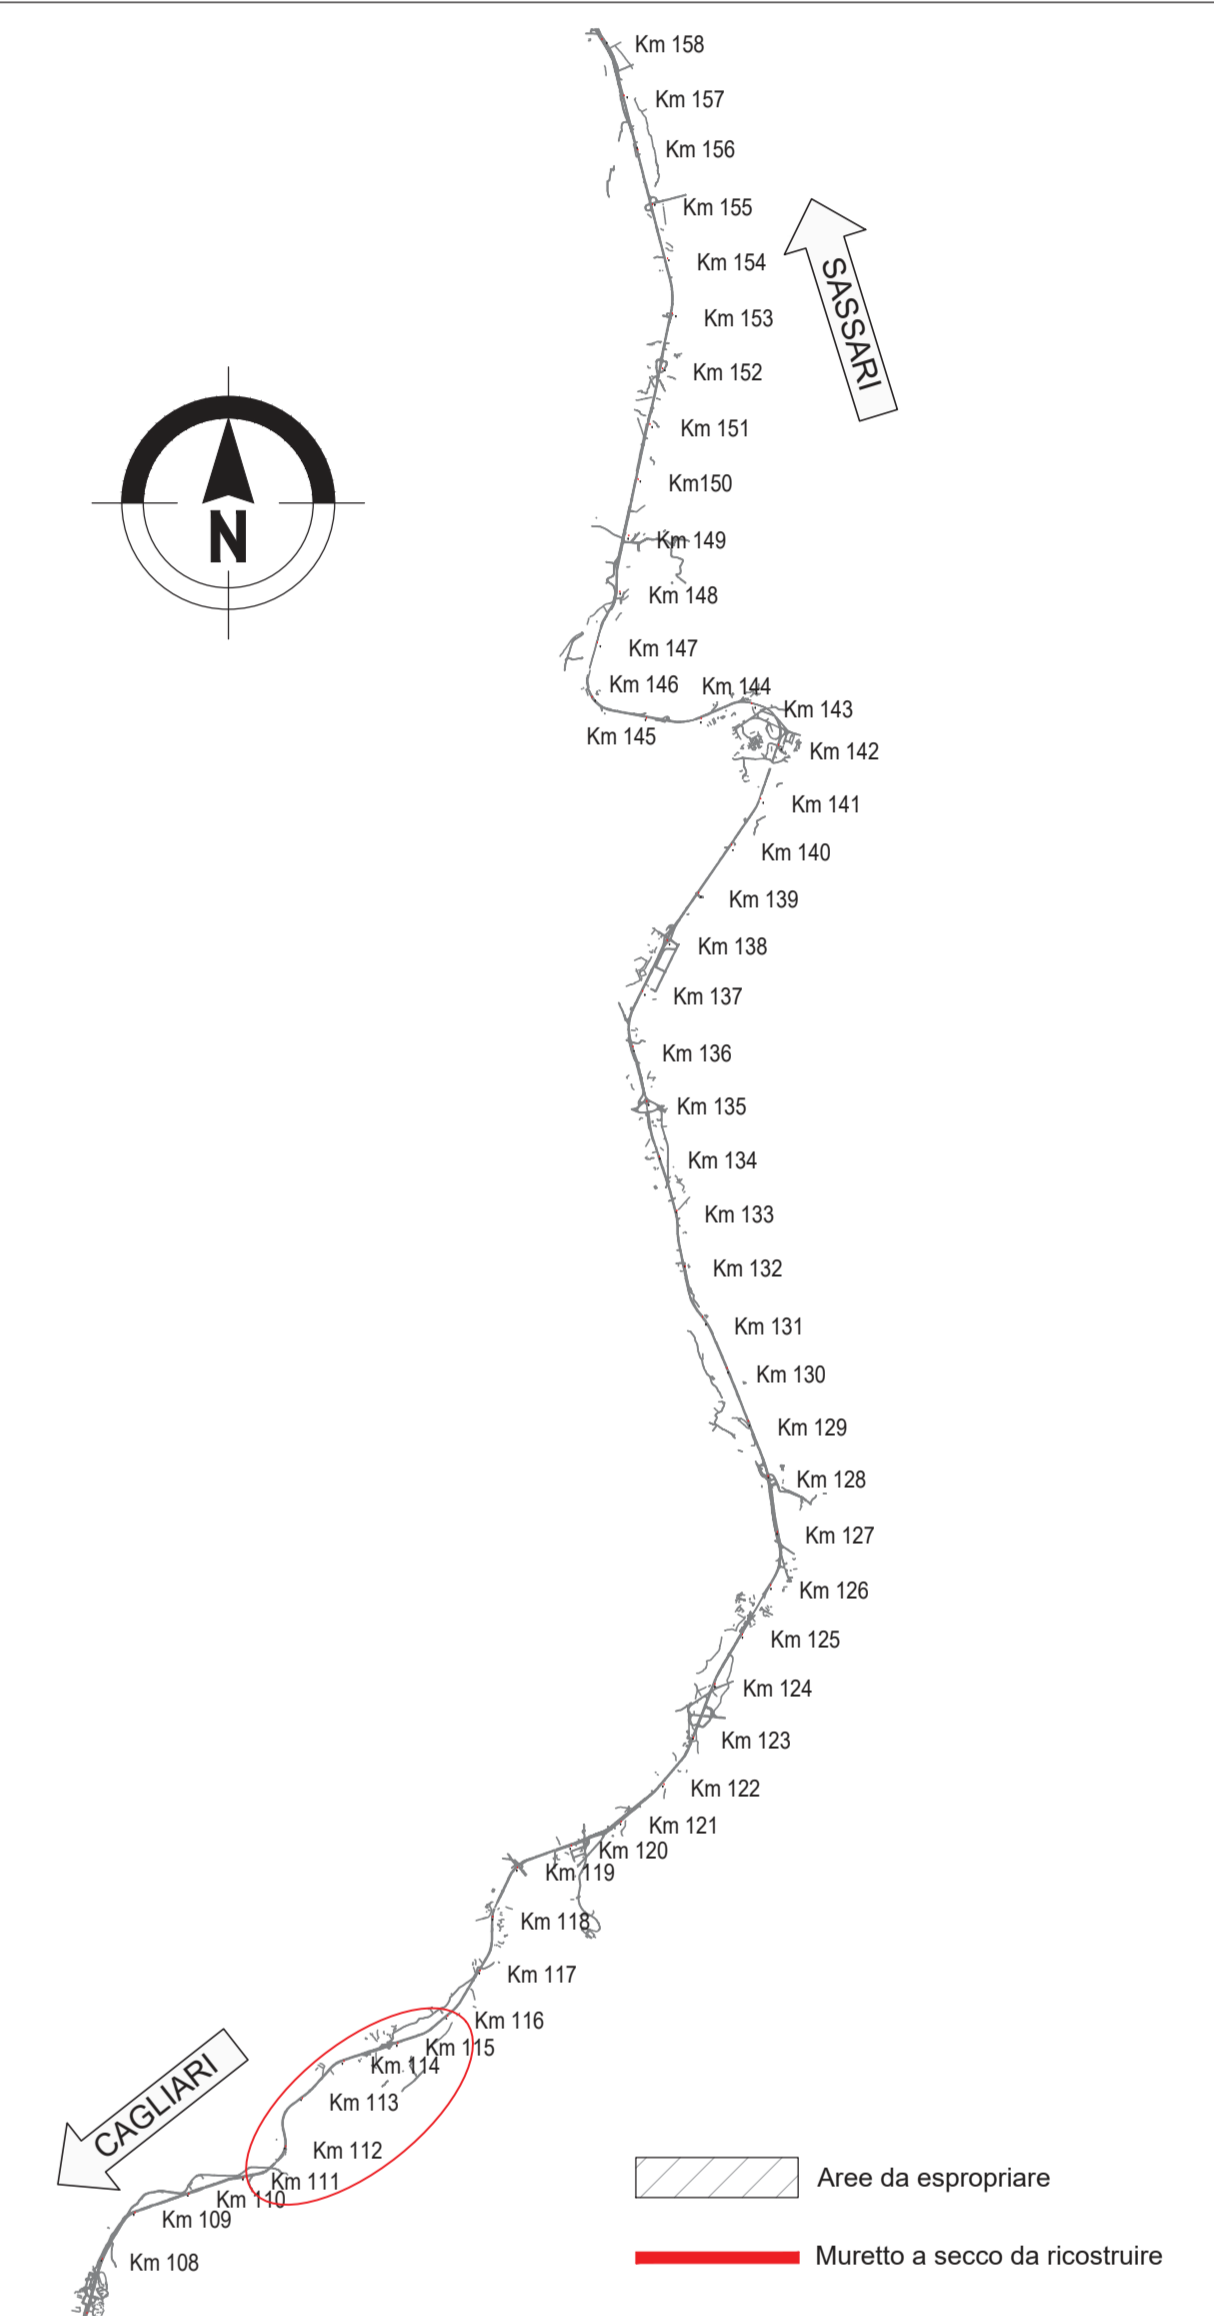 Km 158
Km 157
Km 156
Km 155
Km 154
SASSARI
Km 153
Km 152
Km 151
Km150
N
Km 149
Km 148
Km 147
Km 146
Km 144
Km 143
Km 145
Km 142
Km 141
Km 140
Km 139
Km 138
Km 137
Km 136
Km 135
Km 134
Km 133
Km 132
Km 131
Km 130
Km 129
Km 128
Km 127
Km 126
Km 125
Km 124
Km 123
Km 122
Km 121
Km 120
Km 119
Km 118
Km 117
Km 116
Km 115
Km 114
Km 113
CAGLIARI
Km 112
Km 111
Km 110
Km 109
Km 108
Aree da espropriare
Muretto a secco da ricostruire